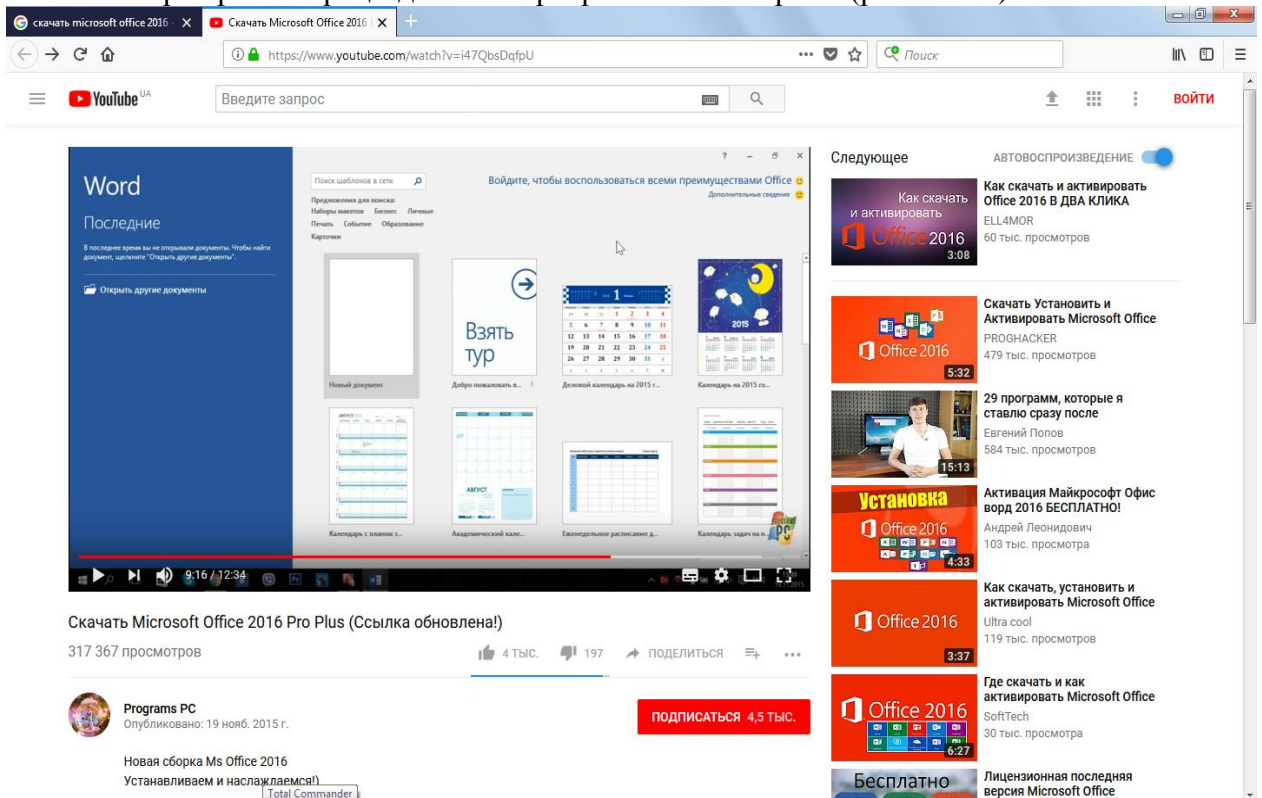 скачать microsoft office 2016 -
Скачать Microsoft Office 2016
https://www.youtube.com/watch?v=i47QbsDqfpU
Поиск
YouTube UA
Введите запрос
ВОЙТИ
Word
Последние
В последнее время вы не открывали документы. Чтобы найти
документ, щелкните "Открыть другие документы".
Открыть другие документы
Поиск шаблонов в сети
Войдите, чтобы воспользоваться всеми преимуществами Office
Дополнительные сведения
Предложения для поиска:
Наборы макетов Бизнес Личные
Печать Событие Образование
Карточки
Взять
тур
1
2015
Новый документ
Добро пожаловать в...
Деловой календарь на 2015 г...
Календарь на 2015 го...
АВГУСТ
АВГУСТ
Календарь с планом з...
Академический кале...
Еженедельное расписание д...
Календарь задач на н...
PC
9:16 / 12:34
Скачать Microsoft Office 2016 Pro Plus (Ссылка обновлена!)
317 367 просмотров
4 ТЫС.
197
ПОДЕЛИТЬСЯ
Programs PC
Опубликовано: 19 нояб. 2015 г.
ПОДПИСАТЬСЯ 4,5 ТЫС.
Новая сборка Ms Office 2016
Устанавливаем и наслаждаемся!)
Total Commander
Следующее
АВТОВОСПРОИЗВЕДЕНИЕ
Как скачать
и активировать
Office 2016
3:08
Как скачать и активировать
Office 2016 В ДВА КЛИКА
ELL4MOR
60 тыс. просмотров
Office 2016
5:32
Скачать Установить и
Активировать Microsoft Office
PROGHACKER
479 тыс. просмотров
15:13
29 программ, которые я
ставлю сразу после
Евгений Попов
584 тыс. просмотров
Установка
Office 2016
4:33
Активация Майкрософт Офис
ворд 2016 БЕСПЛАТНО!
Андрей Леонидович
103 тыс. просмотра
Office 2016
3:37
Как скачать, установить и
активировать Microsoft Office
Ultra cool
119 тыс. просмотров
Office 2016
6:27
Где скачать и как
активировать Microsoft Office
SoftTech
30 тыс. просмотра
Бесплатно
Лицензионная последняя
версия Microsoft Office